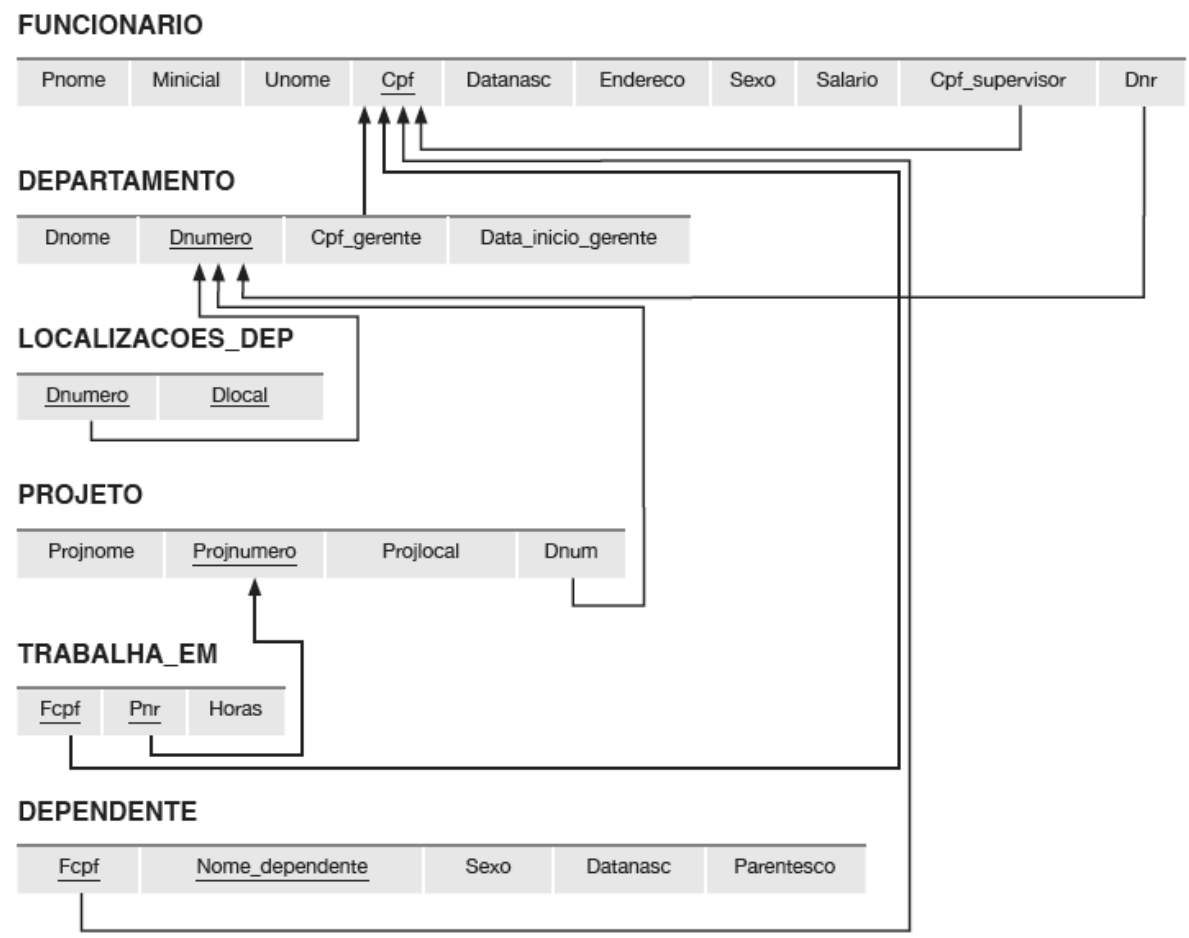 FUNCIONARIO
Pnome Minicial Unome Cpf Datanasc Endereco Sexo Salario Cpf_supervisor Dnr
DEPARTAMENTO
Dnome Dnumero Cpf_gerente Data_inicio_gerente
LOCALIZACOES_DEP
Dnumero Dlocal
PROJETO
Projnome Projnumero Projlocal Dnum
TRABALHA_EM
Fcpf Pnr Horas
DEPENDENTE
Fcpf Nome_dependente Sexo Datanasc Parentesco